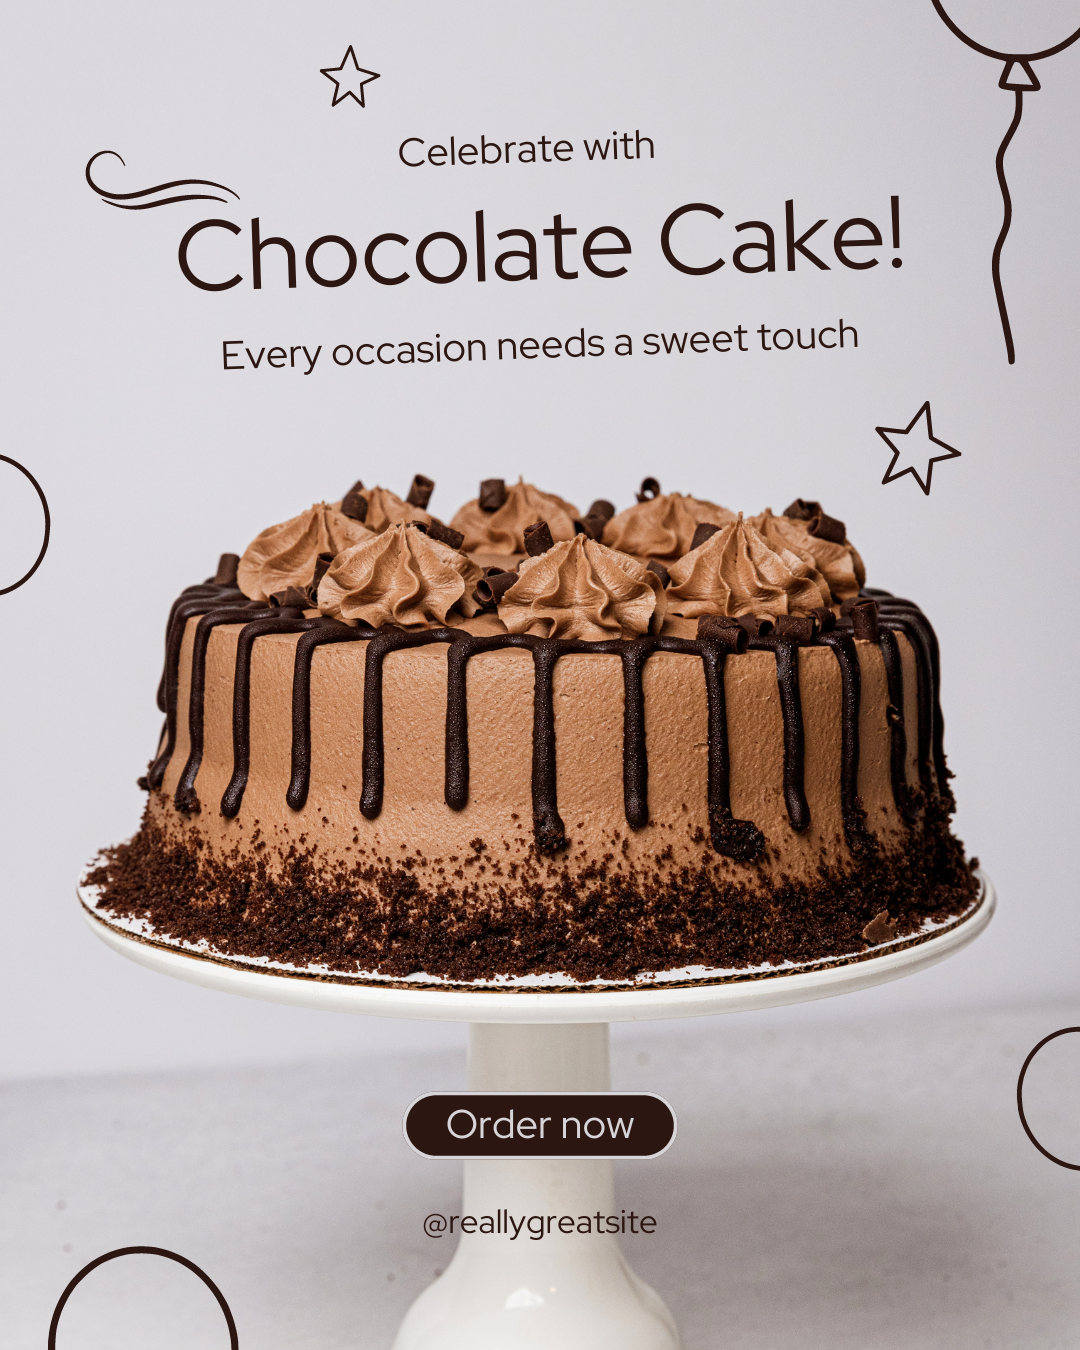 Celebrate with
Chocolate Cake!
Every occasion needs a sweet touch
Order now
@reallygreatsite